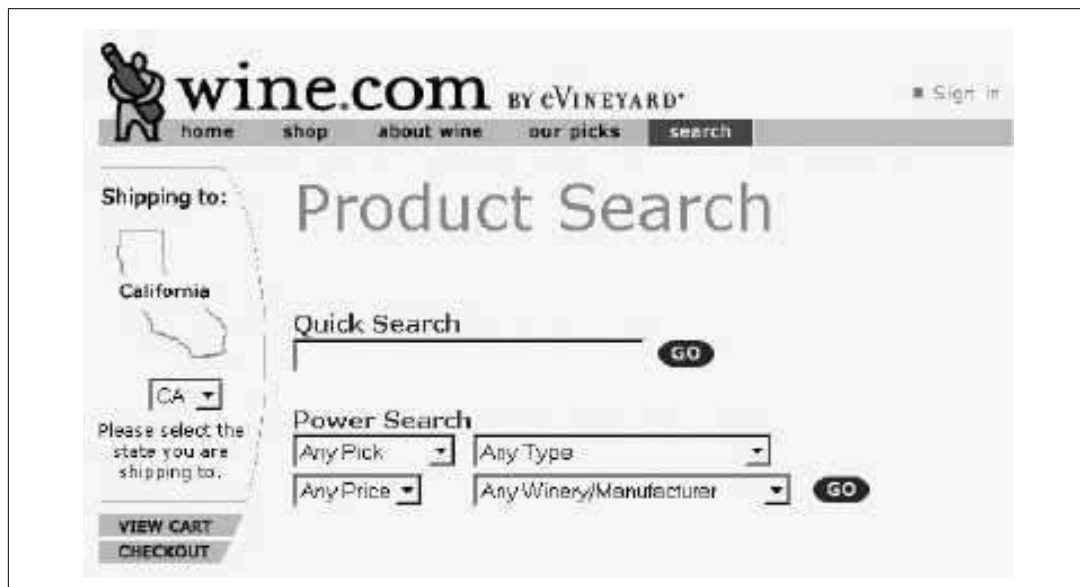 wine.com BY eVINEYARD
Sign in
home shop about wine our picks search
Shipping to:
California
CA
Please select the
state you are
shipping to.
VIEW CART
CHECKOUT
Product Search
Quick Search
GO
Power Search
Any Pick Any Type
Any Price Any Winery/Manufacturer GO